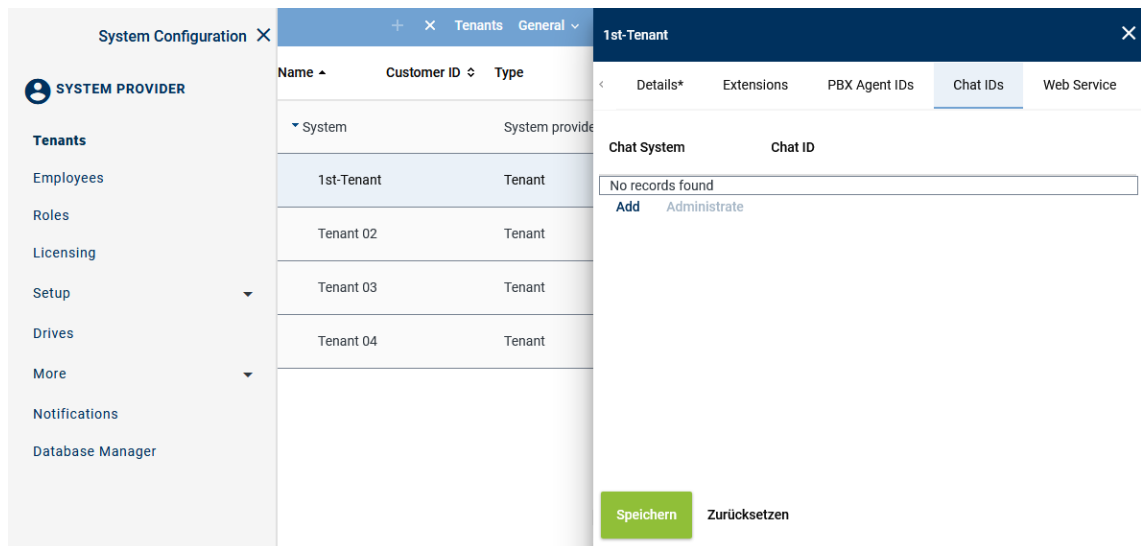 System Configuration
SYSTEM PROVIDER
Tenants
Employees
Roles
Licensing
Setup
Drives
More
Notifications
Database Manager
Tenants General
Name Customer ID Type
System System provide
1st-Tenant Tenant
Tenant 02 Tenant
Tenant 03 Tenant
Tenant 04 Tenant
1st-Tenant
Details* Extensions PBX Agent IDs Chat IDs Web Service
Chat System Chat ID
No records found
Add Administrate
Speichern Zurücksetzen